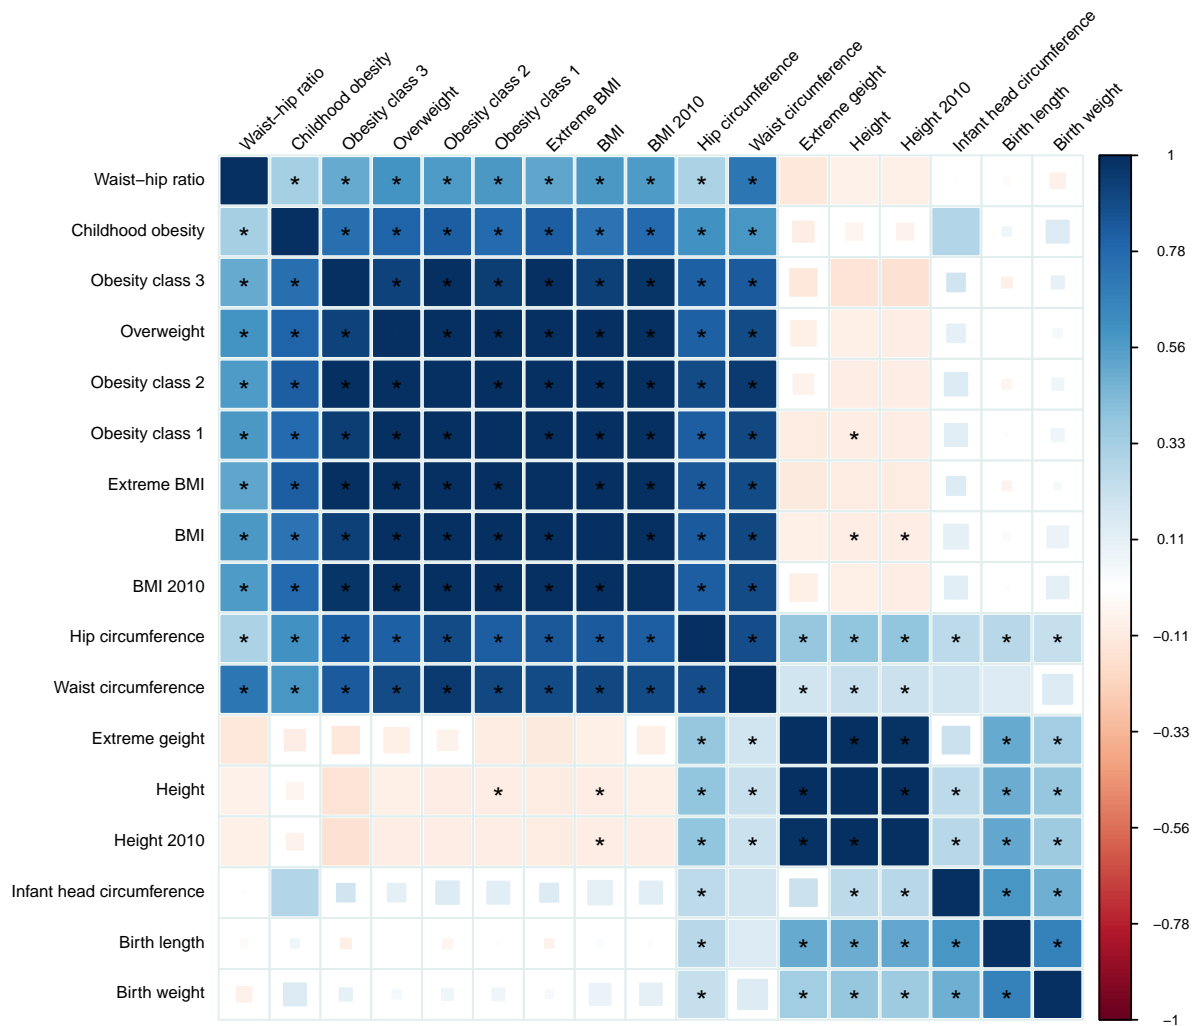 Waist−hip ratio
Childhood obesity
Obesity class 3
Overweight
Obesity class 2
Obesity class 1
Extreme BMI
BMI
BMI 2010
Hip circumference
Waist circumference
Extreme geight
Height
Height 2010
Infant head circumference
Birth length
Birth weight
Waist−hip ratio * * * * * * * * * *
Childhood obesity * * * * * * * * * *
Obesity class 3 * * * * * * * * * *
Overweight * * * * * * * * * *
Obesity class 2 * * * * * * * * * *
Obesity class 1 * * * * * * * * * * *
Extreme BMI * * * * * * * * * *
BMI * * * * * * * * * * * *
BMI 2010 * * * * * * * * * *
Hip circumference * * * * * * * * * * * * * * * *
Waist circumference * * * * * * * * * * * * *
Extreme geight * * * * * *
Height * * * * * * * * *
Height 2010 * * * * * * * *
Infant head circumference * * * * *
Birth length * * * * * *
Birth weight * * * * * *
1
0.78
0.56
0.33
0.11
−0.11
−0.33
−0.56
−0.78
−1